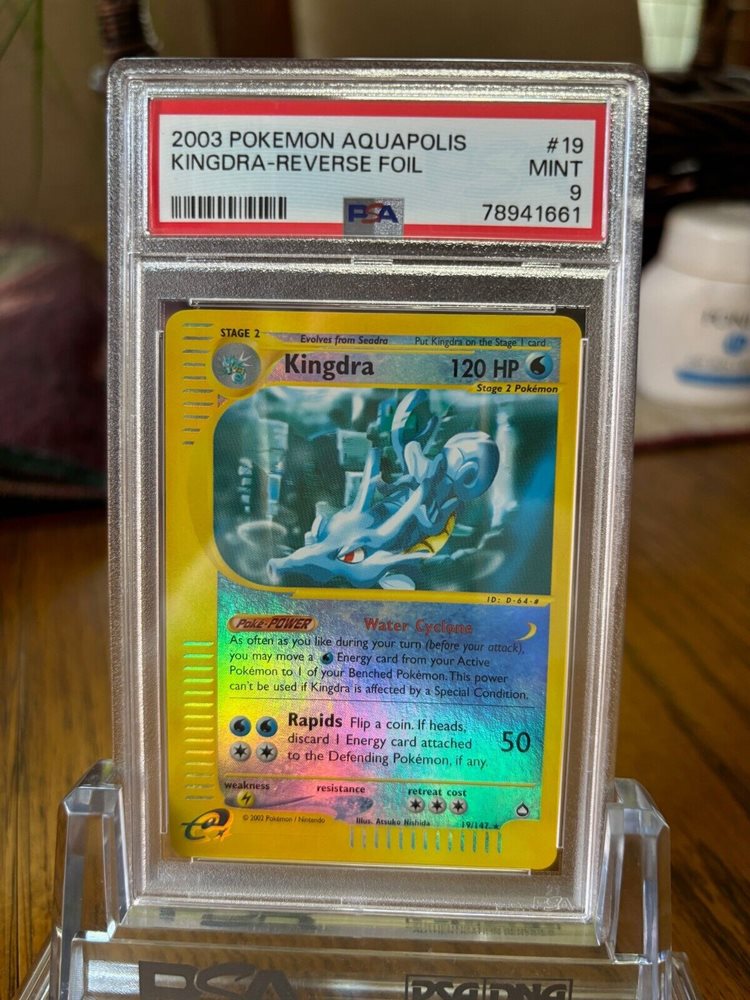 2003 POKEMON AQUAPOLIS #19
KINGDRA-REVERSE FOIL MINT
9
PSA 78941661
STAGE 2 Evolves from Seadra Put Kingdra on the Stage 1 card
Kingdra 120 HP
Stage 2 Pokémon
ID: D-64-#
Poké-POWER Water Cyclone
As often as you like during your turn (before your attack),
you may move a Energy card from your Active
Pokémon to 1 of your Benched Pokémon. This power
can't be used if Kingdra is affected by a Special Condition.
Rapids Flip a coin. If heads,
discard 1 Energy card attached 50
to the Defending Pokémon, if any.
weakness resistance retreat cost
e © 2002 Pokémon / Nintendo Illus. Atsuko Nishida 19/147 ★
PSA
PSA PSA DNA